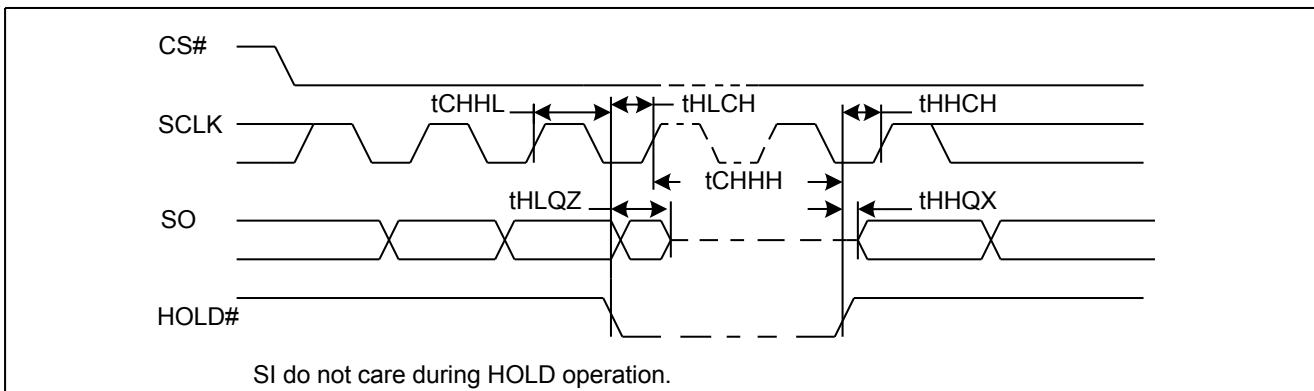 CS#
tCHHL
tHLCH
tHHCH
SCLK
tCHHH
tHLQZ
tHHQX
SO
HOLD#
SI do not care during HOLD operation.